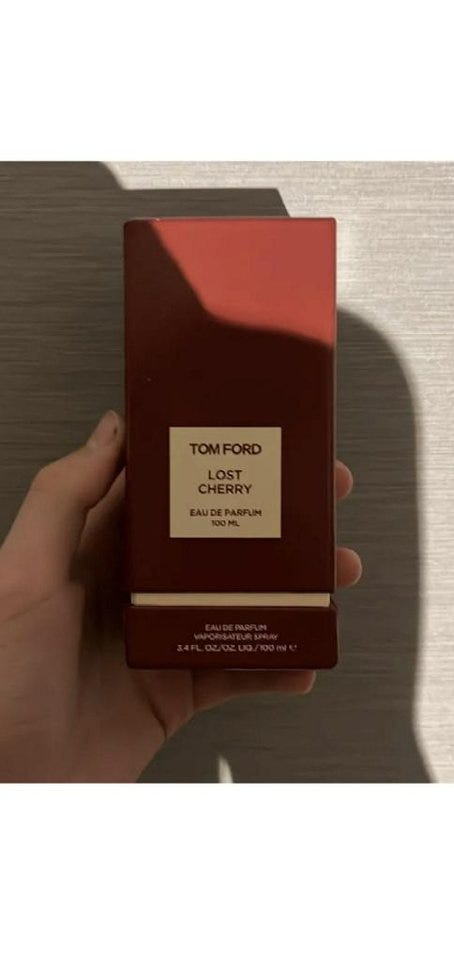 TOM FORD
LOST
CHERRY
EAU DE PARFUM
100 ML
EAU DE PARFUM
VAPORISATEUR SPRAY
3.4 FL. OZ/OZ. LIQ./100 ml ℮